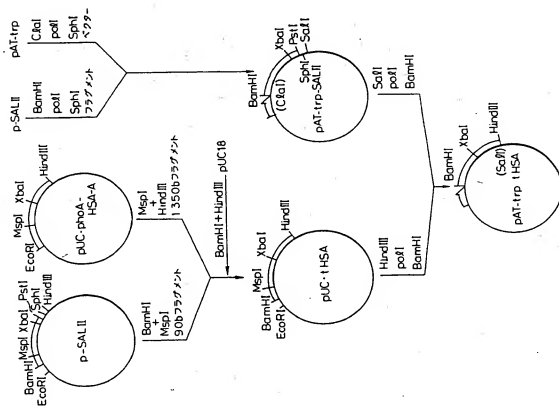 p-SALII
EcoRI
BamHI
MspI
XbaI
PstI
SphI
HindIII
pUC-phoA-
HSA-A
EcoRI
MspI
XbaI
HindIII
p-SALII
BamHI
polI
SphI
フラグメント
pAT-trp
ClaI
polI
SphI
ベクター
BamHI
+
MspI
90bフラグメント
MspI
+
HindIII
1350bフラグメント
BamHI+HindIII pUC18
pUC-tHSA
EcoRI
BamHI
MspI
XbaI
HindIII
pAT-trp-SALII
BamHI
(ClaI)
XbaI
PstI
SphI
SalI
HindIII
polI
BamHI
SalI
polI
BamHI
BamHI
XbaI
HindIII
(SalI)
pAT-trp tHSA